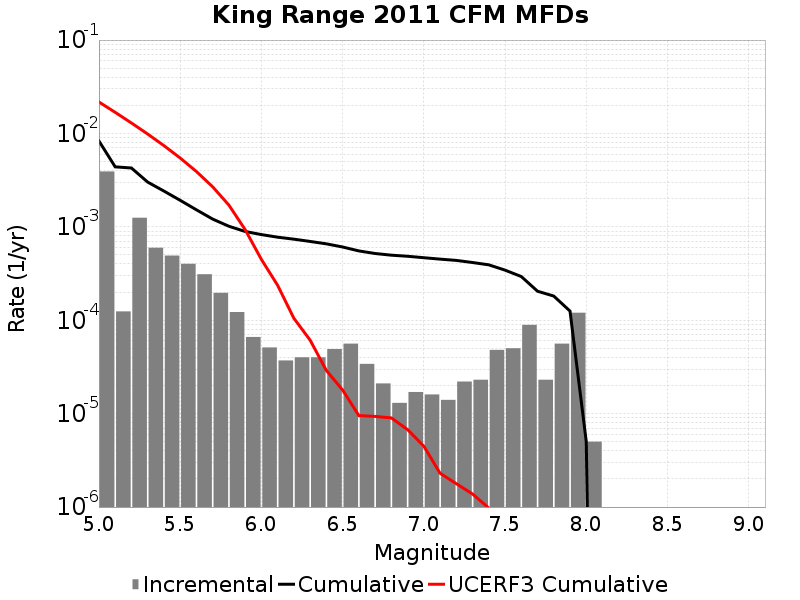 King Range 2011 CFM MFDs
10-1
10-2
10-3
10-4
10-5
10-6
Rate (1/yr)
5.0 5.5 6.0 6.5 7.0 7.5 8.0 8.5 9.0
Magnitude
Incremental Cumulative UCERF3 Cumulative